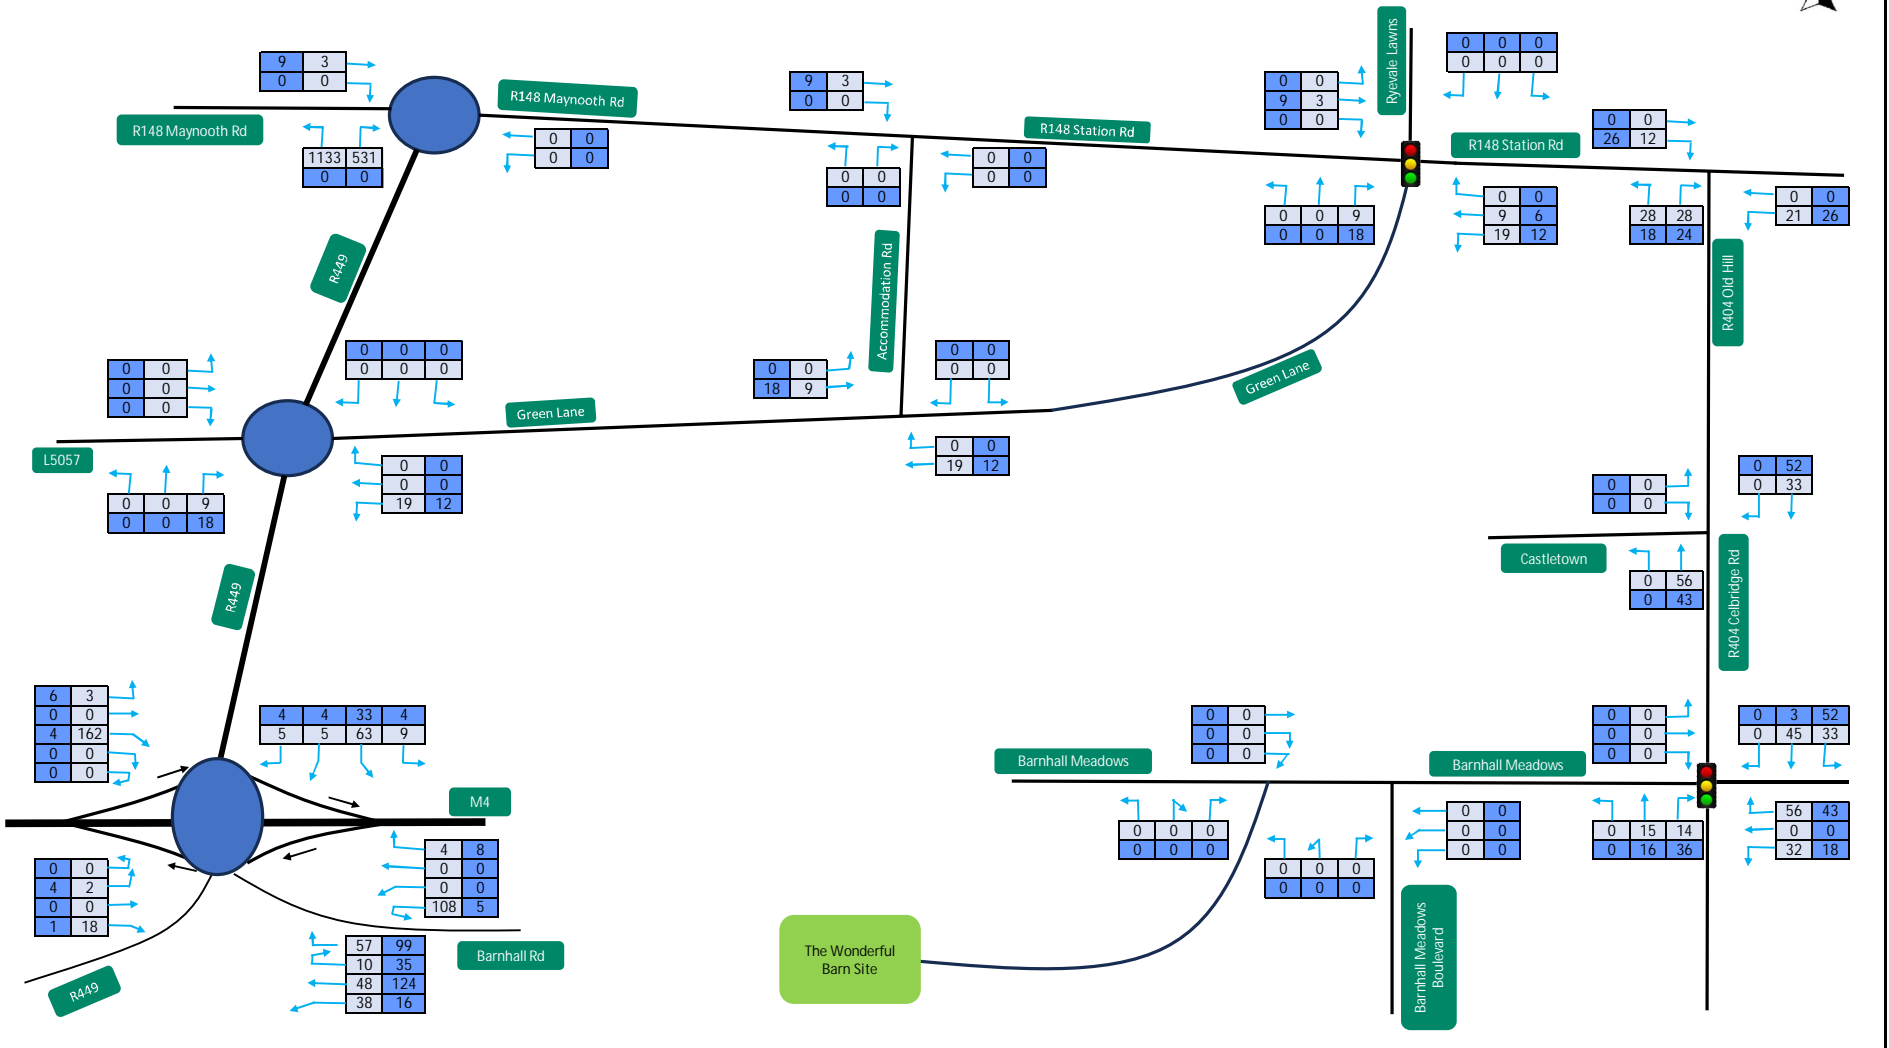 Ryevale Lawns
0 0 0
0 0 0
9 3
0 0
R148 Maynooth Rd
R148 Maynooth Rd
1133 531
0 0
0 0
0 0
9 3
0 0
R148 Station Rd
0 0
0 0
0 0
0 0
0 0
9 3
0 0
R148 Station Rd
0 0
26 12
0 0 9
0 0 18
0 0
9 6
19 12
28 28
18 24
0 0
21 26
R449
Accommodation Rd
R404 Old Hill
0 0
0 0
0 0
0 0 0
0 0 0
Green Lane
0 0
18 9
0 0
0 0
Green Lane
L5057
0 0 9
0 0 18
0 0
0 0
19 12
0 0
19 12
0 0
0 0
0 52
0 33
Castletown
0 56
0 43
R404 Celbridge Rd
R449
6 3
0 0
4 162
0 0
0 0
4 4 33 4
5 5 63 9
M4
0 0
4 2
0 0
1 18
4 8
0 0
0 0
108 5
57 99
10 35
48 124
38 16
Barnhall Rd
R449
Barnhall Meadows
0 0
0 0
0 0
Barnhall Meadows
0 0
0 0
0 0
0 3 52
0 45 33
0 0 0
0 0 0
0 0 0
0 0 0
0 0
0 0
0 0
0 15 14
0 16 36
56 43
0 0
32 18
The Wonderful
Barn Site
Barnhall Meadows
Boulevard